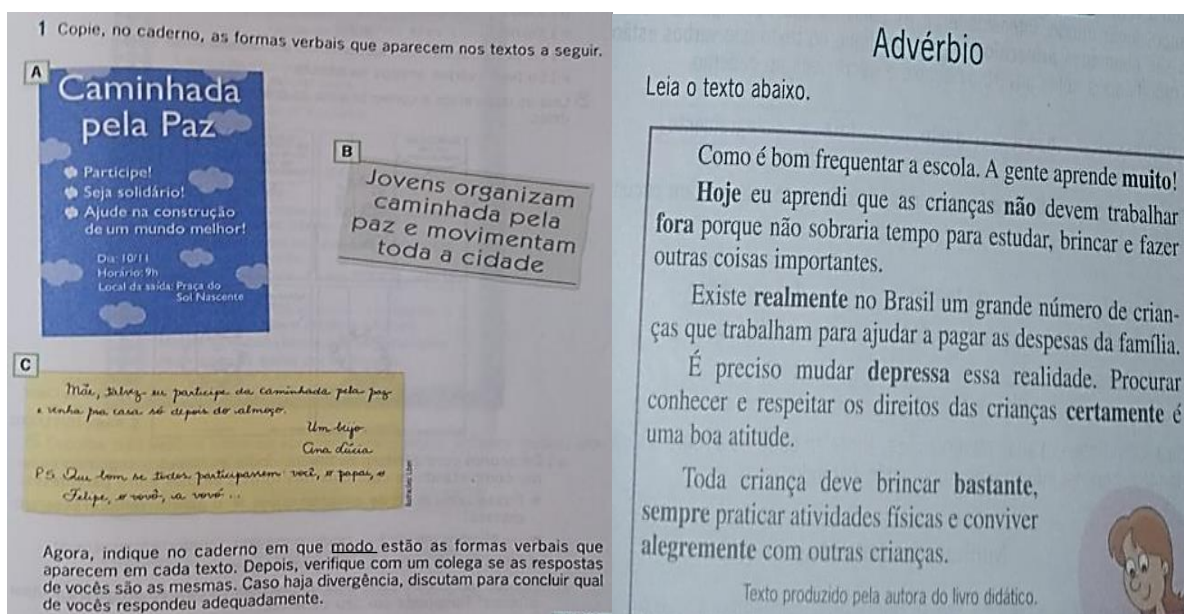 1 Copie, no caderno, as formas verbais que aparecem nos textos a seguir.
A
Caminhada
pela Paz
Participe!
Seja solidário!
Ajude na construção
de um mundo melhor!
Dia: 10/11
Horário: 9h
Local da saída: Praça do
Sol Nascente
B
Jovens organizam
caminhada pela
paz e movimentam
toda a cidade
C
Mãe, talvez eu participe da caminhada pela paz
e venha pra casa só depois do almoço.
Um beijo
Ana Lúcia
PS Que bom se todos participassem: você, o papai, o
Felipe, o vovô, a vovó ...
Agora, indique no caderno em que modo estão as formas verbais que
aparecem em cada texto. Depois, verifique com um colega se as respostas
de vocês são as mesmas. Caso haja divergência, discutam para concluir qual
de vocês respondeu adequadamente.
Advérbio
Leia o texto abaixo.
Como é bom frequentar a escola. A gente aprende muito!
Hoje eu aprendi que as crianças não devem trabalhar
fora porque não sobraria tempo para estudar, brincar e fazer
outras coisas importantes.
Existe realmente no Brasil um grande número de crian-
ças que trabalham para ajudar a pagar as despesas da família.
É preciso mudar depressa essa realidade. Procurar
conhecer e respeitar os direitos das crianças certamente é
uma boa atitude.
Toda criança deve brincar bastante,
sempre praticar atividades físicas e conviver
alegremente com outras crianças.
Texto produzido pela autora do livro didático.